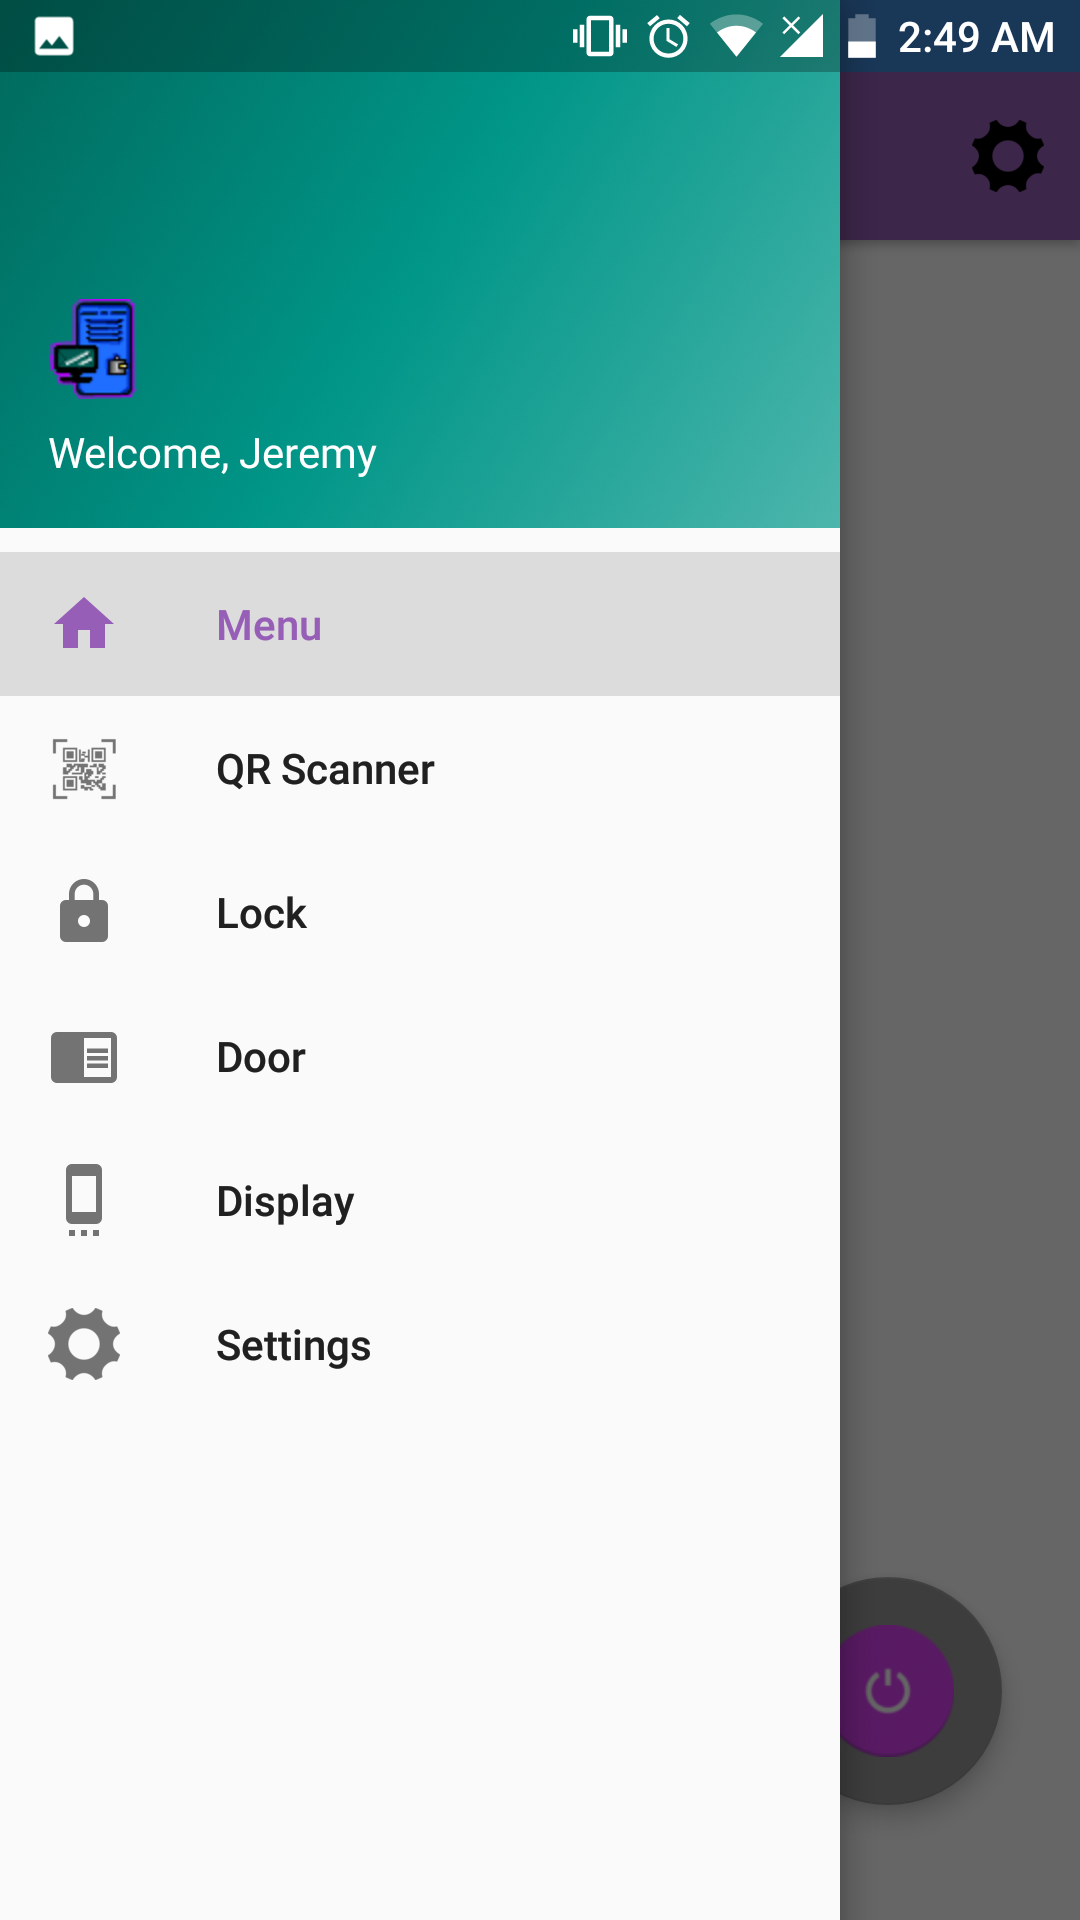 2:49 AM
Welcome, Jeremy
Menu
QR Scanner
Lock
Door
Display
Settings